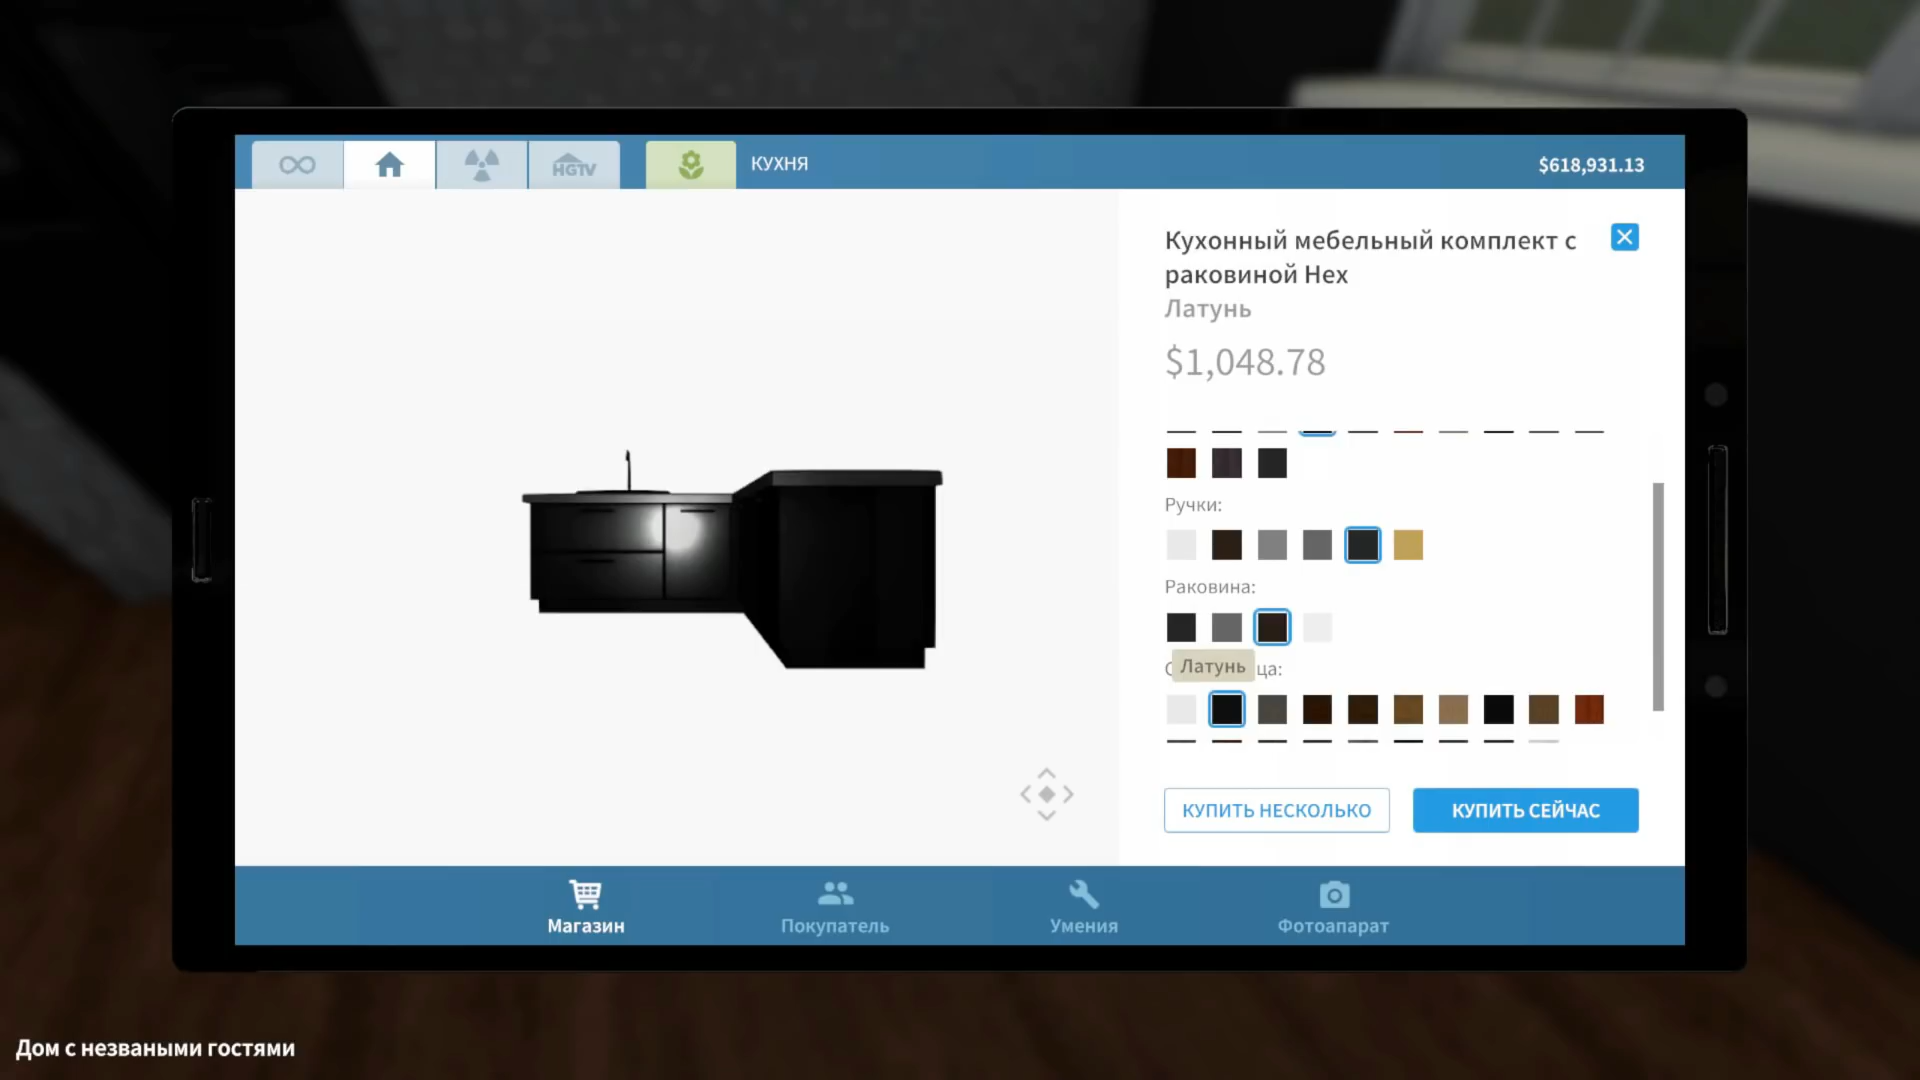 HGTV
КУХНЯ
$618,931.13
Кухонный мебельный комплект с
раковиной Hex
Латунь
$1,048.78
Ручки:
Раковина:
Латунь
ца:
КУПИТЬ НЕСКОЛЬКО
КУПИТЬ СЕЙЧАС
Магазин
Покупатель
Умения
Фотоапарат
Дом с незваными гостями